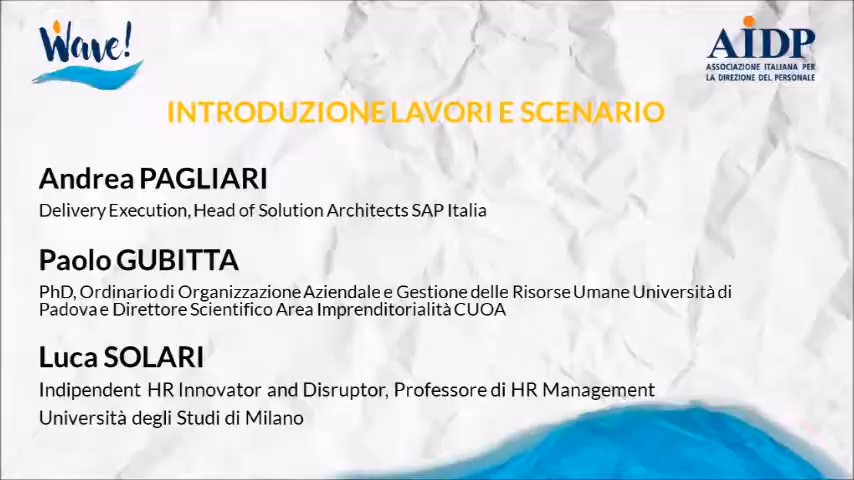 Wave!
AIDP
ASSOCIAZIONE ITALIANA PER
LA DIREZIONE DEL PERSONALE
INTRODUZIONE LAVORI E SCENARIO
Andrea PAGLIARI
Delivery Execution, Head of Solution Architects SAP Italia
Paolo GUBITTA
PhD, Ordinario di Organizzazione Aziendale e Gestione delle Risorse Umane Università di
Padova e Direttore Scientifico Area Imprenditorialità CUOA
Luca SOLARI
Indipendent HR Innovator and Disruptor, Professore di HR Management
Università degli Studi di Milano